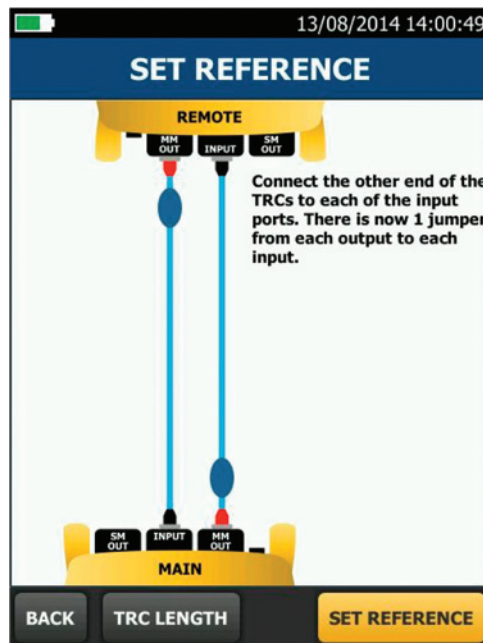 13/08/2014 14:00:49
SET REFERENCE
REMOTE
MM OUT
INPUT
SM OUT
Connect the other end of the
TRCs to each of the input
ports. There is now 1 jumper
from each output to each
input.
SM OUT
INPUT
MM OUT
MAIN
BACK
TRC LENGTH
SET REFERENCE